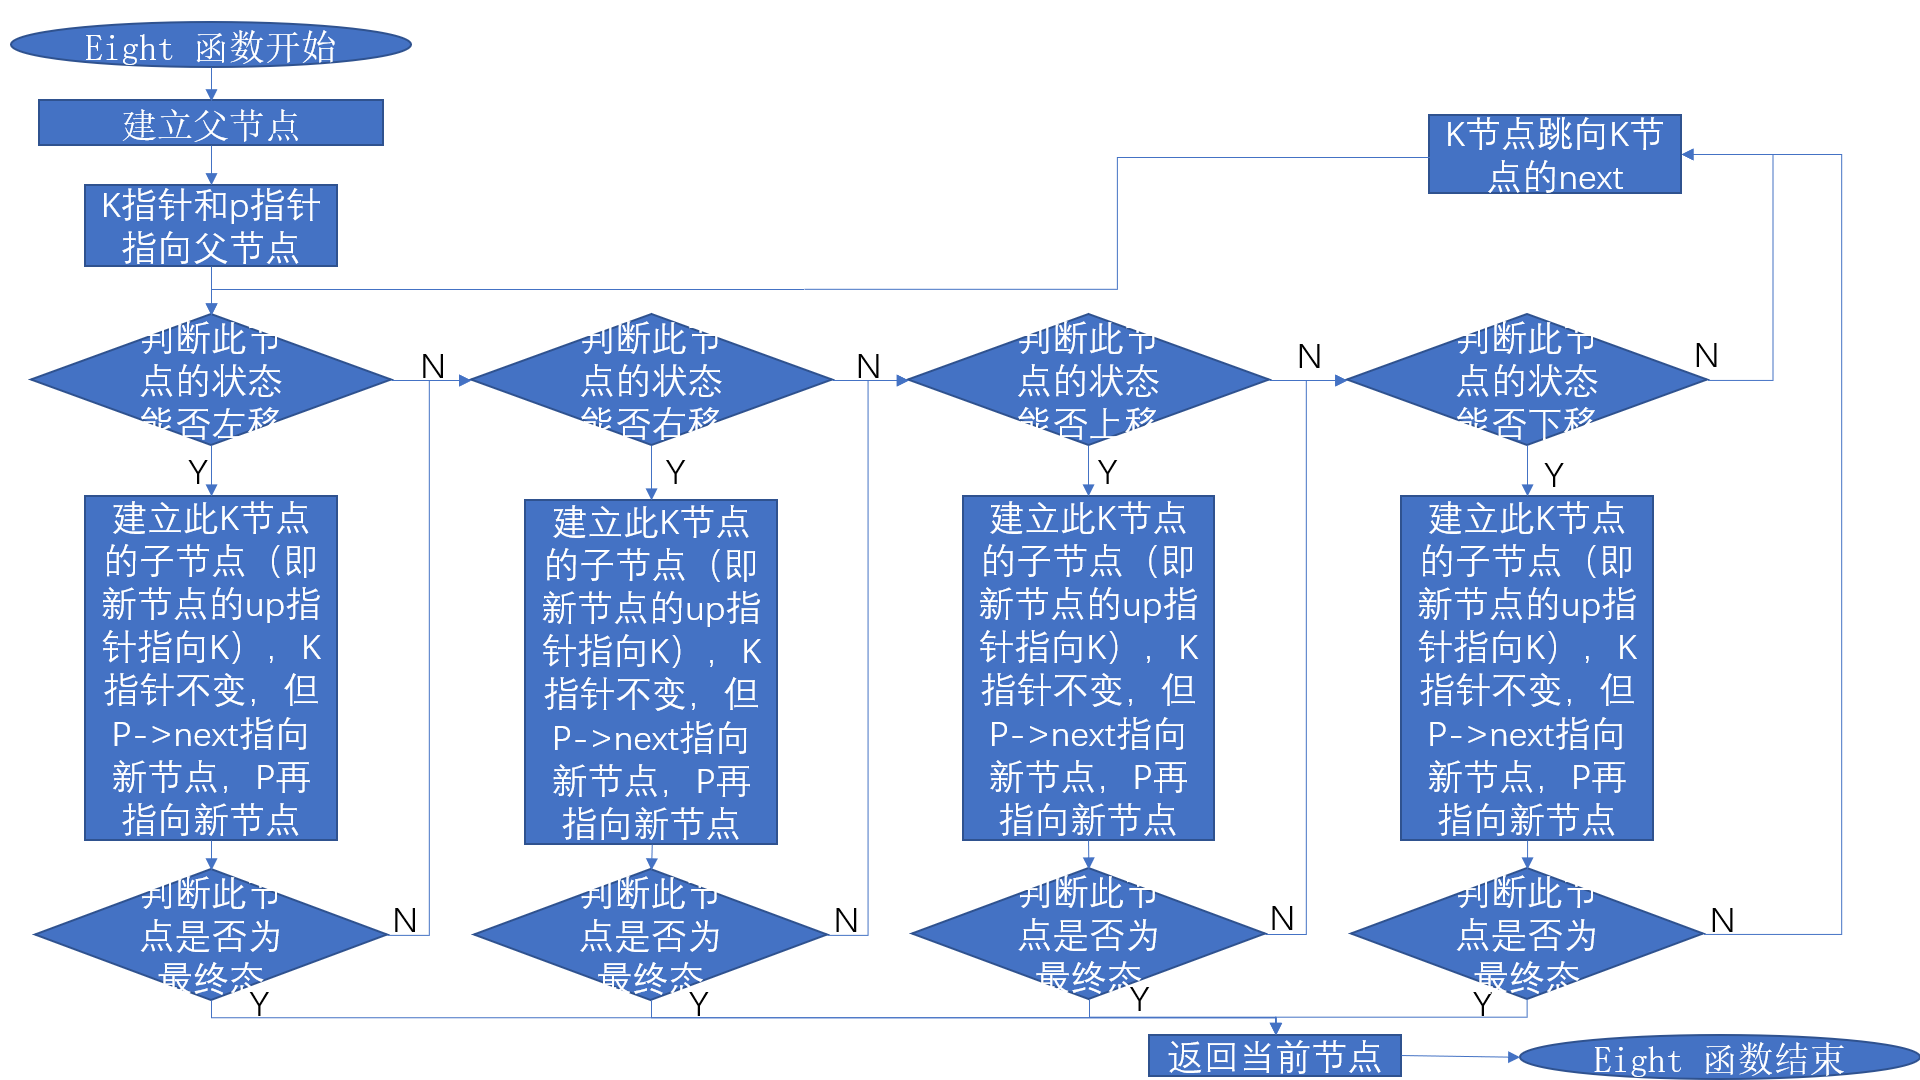 Eight 函数开始
建立父节点
K指针和p指针
指向父节点
K节点跳向K节
点的next
判断此节
点的状态
能否左移
N
判断此节
点的状态
能否右移
N
判断此节
点的状态
能否上移
N
判断此节
点的状态
能否下移
N
Y
Y
Y
Y
建立此K节点
的子节点（即
新节点的up指
针指向K），K
指针不变，但
P->next指向
新节点，P再
指向新节点
建立此K节点
的子节点（即
新节点的up指
针指向K），K
指针不变，但
P->next指向
新节点，P再
指向新节点
建立此K节点
的子节点（即
新节点的up指
针指向K），K
指针不变，但
P->next指向
新节点，P再
指向新节点
建立此K节点
的子节点（即
新节点的up指
针指向K），K
指针不变，但
P->next指向
新节点，P再
指向新节点
判断此节
点是否为
最终态
N
判断此节
点是否为
最终态
N
判断此节
点是否为
最终态
N
判断此节
点是否为
最终态
N
Y
Y
Y
Y
返回当前节点
Eight 函数结束